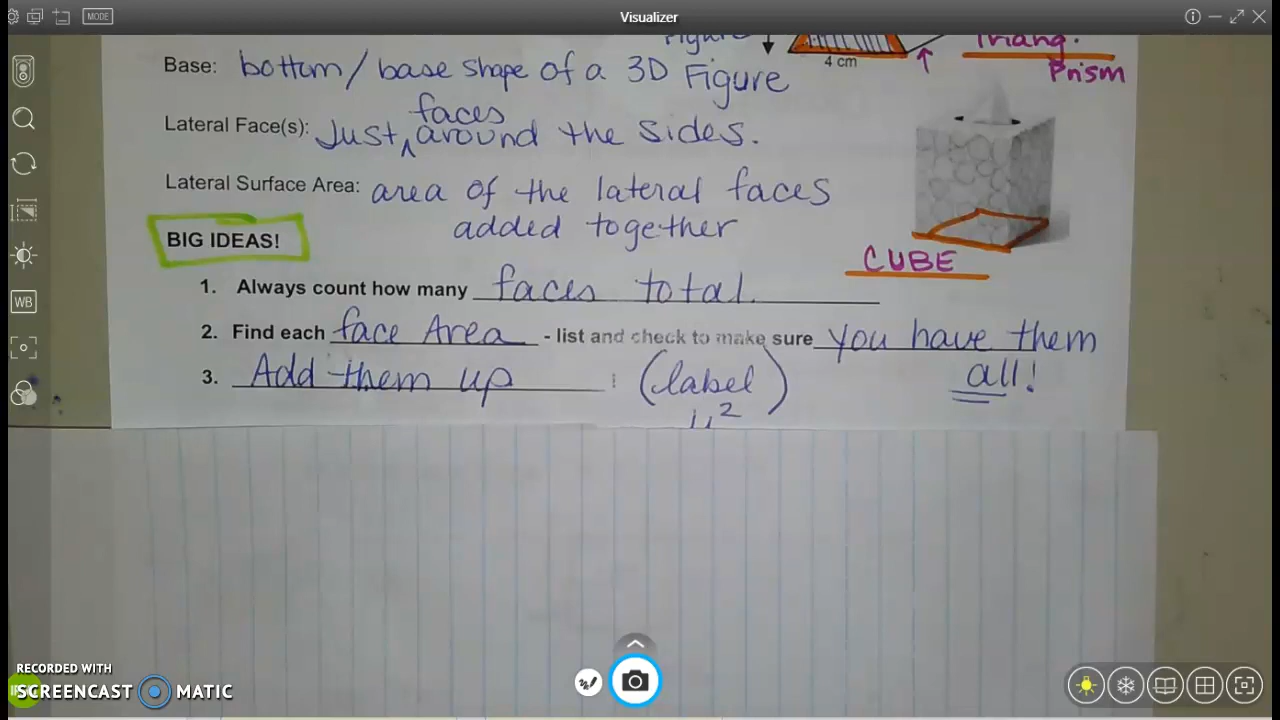 MODE
Visualizer
Figure
4 cm
Triang.
Prism
Base: bottom / base shape of a 3D Figure
faces
Lateral Face(s): Just ^ around the sides.
Lateral Surface Area: area of the lateral faces
added together
BIG IDEAS!
CUBE
1. Always count how many faces total.
2. Find each face Area - list and check to make sure you have them
all!
3. Add them up ! (label
)
WB
RECORDED WITH
SCREENCAST MATIC